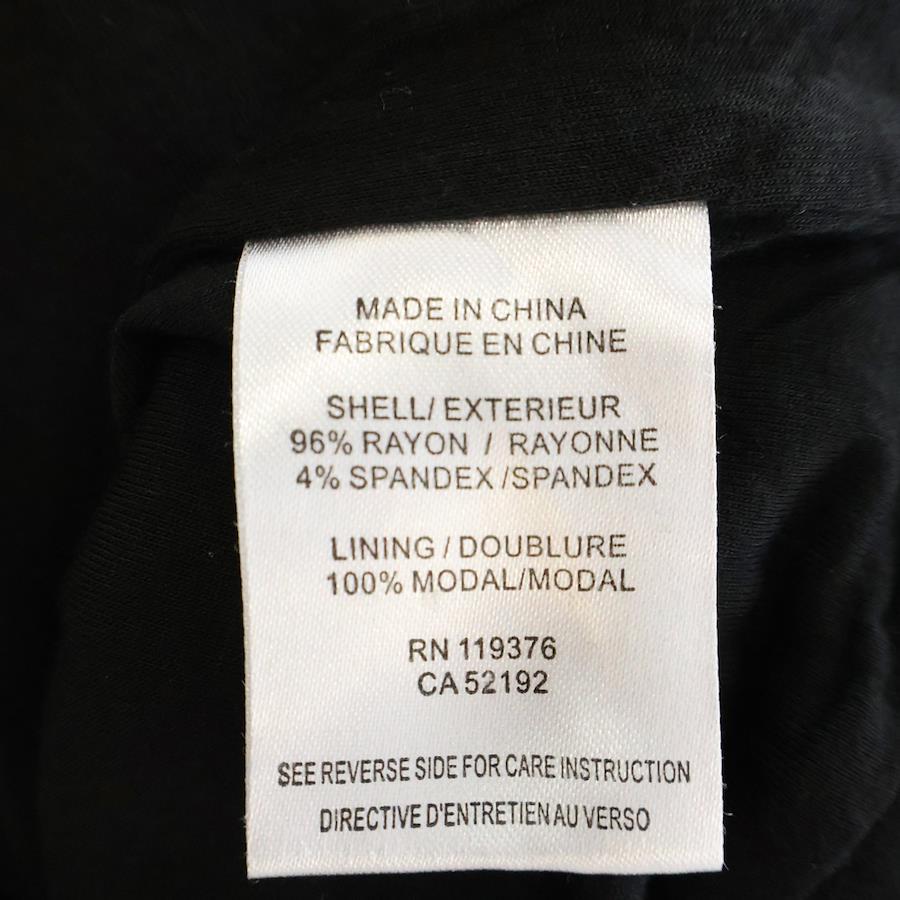 MADE IN CHINA
FABRIQUE EN CHINE
SHELL/ EXTERIEUR
96% RAYON / RAYONNE
4% SPANDEX /SPANDEX
LINING / DOUBLURE
100% MODAL/MODAL
RN 119376
CA 52192
SEE REVERSE SIDE FOR CARE INSTRUCTION
DIRECTIVE D'ENTRETIEN AU VERSO